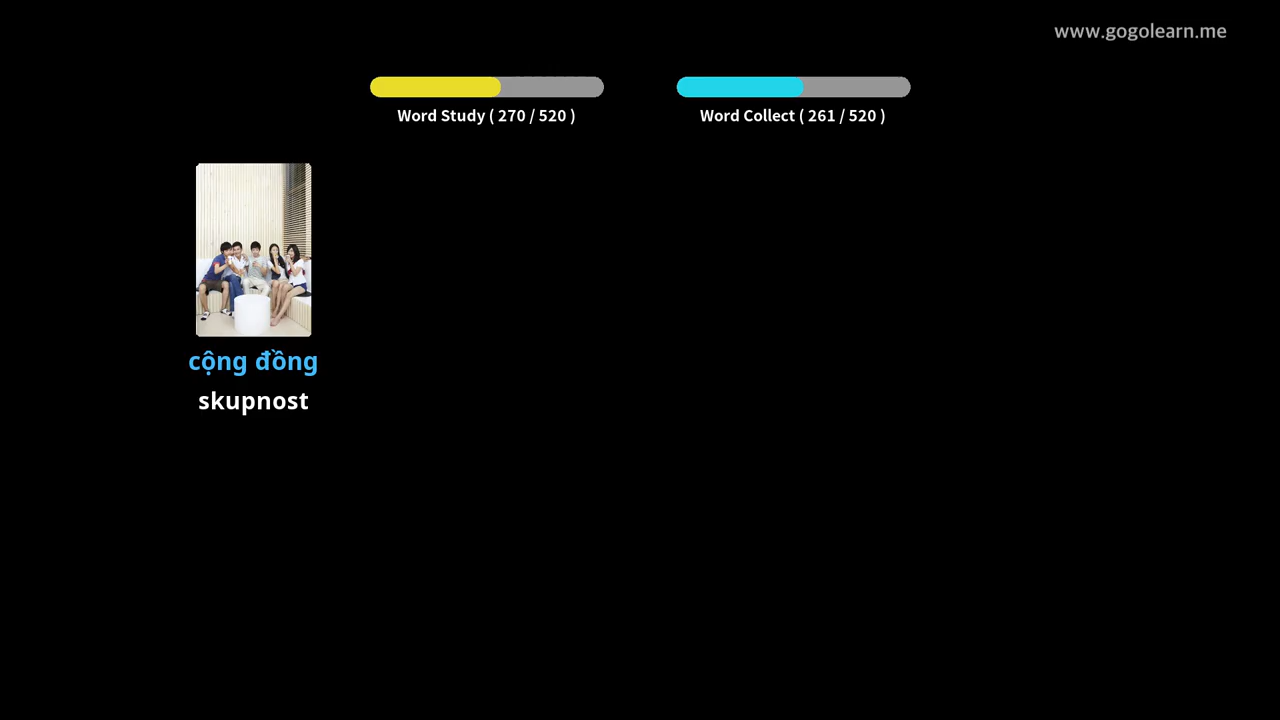 www.gogolearn.me
Word Study ( 270 / 520 )
Word Collect ( 261 / 520 )
cộng đồng
skupnost